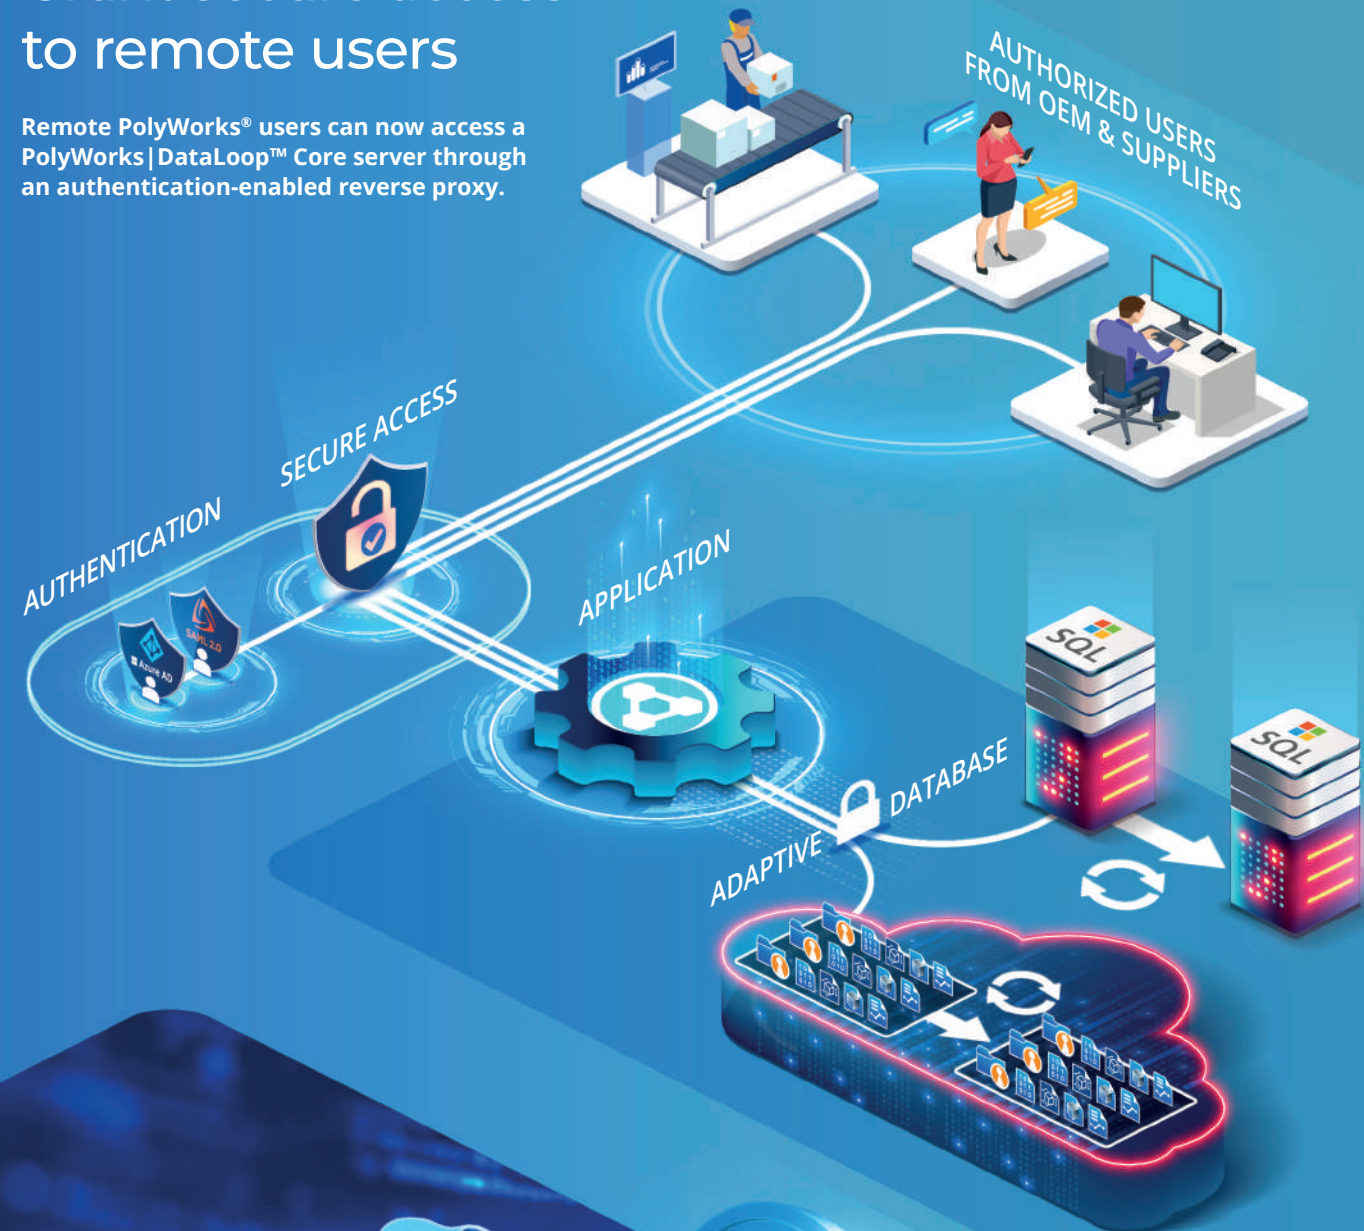 to remote users
Remote PolyWorks® users can now access a
PolyWorks|DataLoop™ Core server through
an authentication-enabled reverse proxy.
AUTHORIZED USERS
FROM OEM & SUPPLIERS
SECURE ACCESS
AUTHENTICATION
SAML 2.0
Azure AD
APPLICATION
SQL
SQL
DATABASE
ADAPTIVE